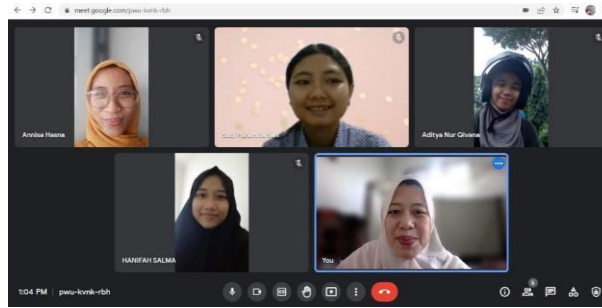 meet.google.com/pwu-kvnk-rbh
Annisa Hasna
Aditya Nur Qivana
HANIFAH SALMA
You
1:04 PM | pwu-kvnk-rbh
5